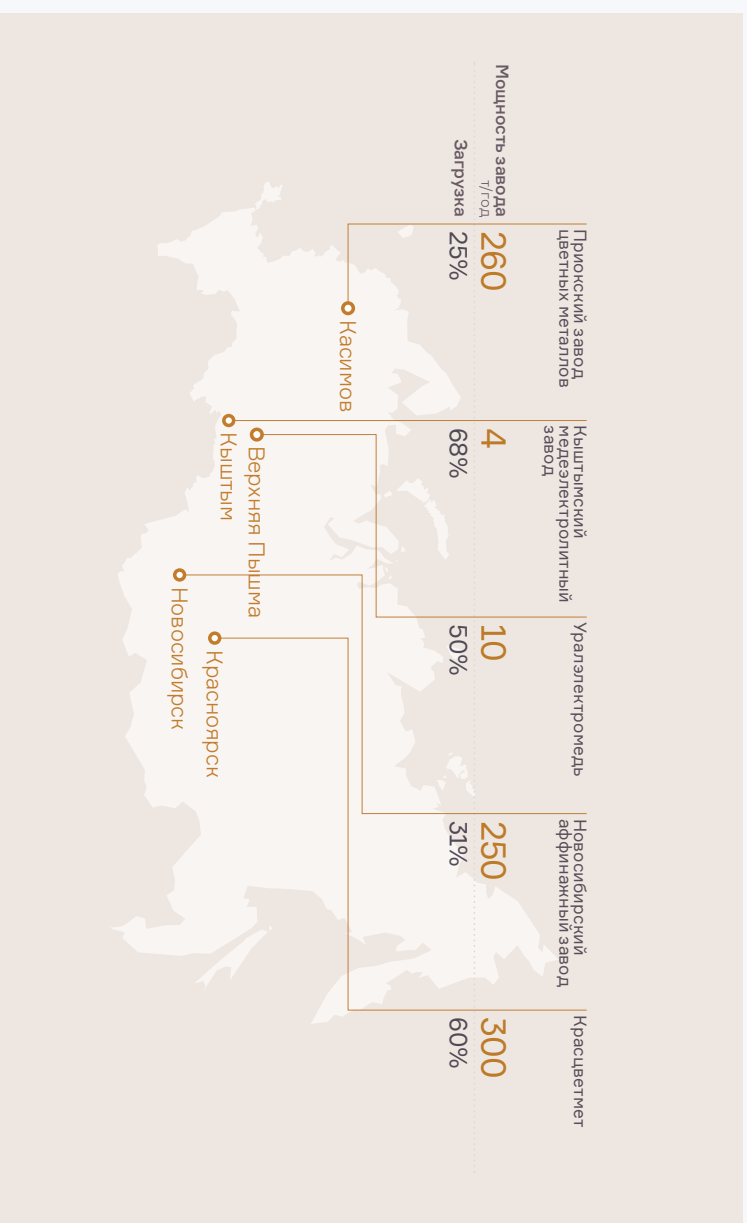 Приокский завод
цветных металлов
Кыштымский
медеэлектролитный
завод
Уралэлектромедь
Новосибирский
аффинажный завод
Красцветмет
Мощность завода
т/год
260
4
10
250
300
Загрузка
25%
68%
50%
31%
60%
Касимов
Верхняя Пышма
Кыштым
Красноярск
Новосибирск